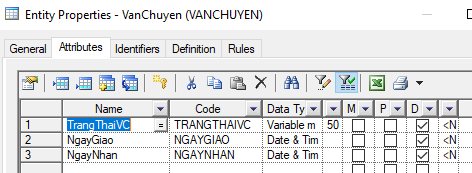 Entity Properties - VanChuyen (VANCHUYEN)
General Attributes Identifiers Definition Rules
Name Code Data Ty M P D
1 TrangThaiVC = TRANGTHAIVC Variable m 50 <N
2 NgayGiao NGAYGIAO Date & Tim <N
3 NgayNhan NGAYNHAN Date & Tim <N